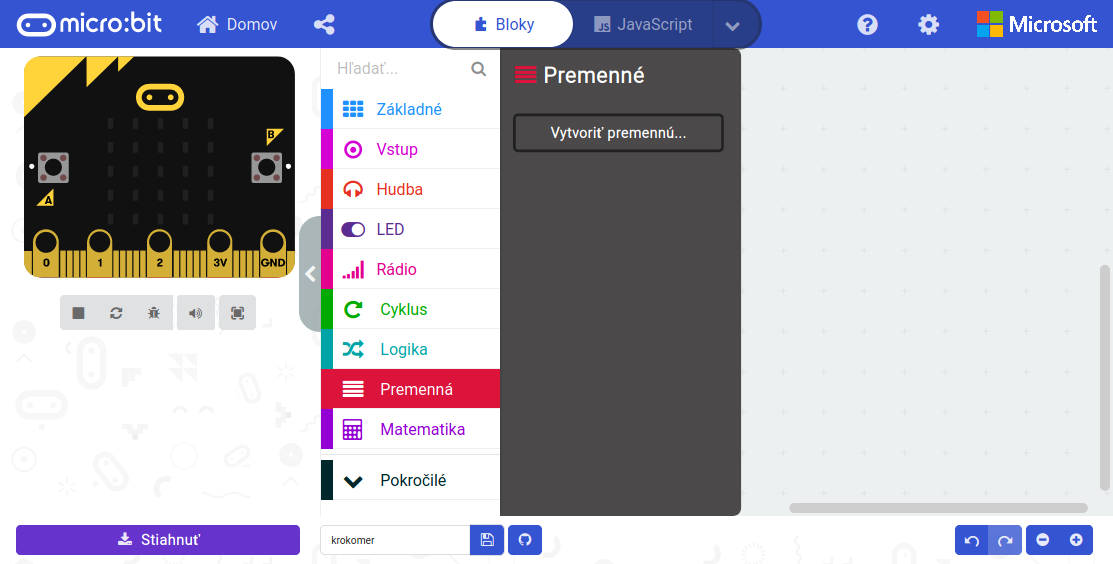 micro:bit
Domov
Bloky
JS JavaScript
Microsoft
Hľadať...
Základné
Vstup
Hudba
LED
Rádio
Cyklus
Logika
Premenná
Matematika
Pokročilé
Premenné
Vytvoriť premennú...
B
A
0 1 2 3V GND
Stiahnuť
krokomer